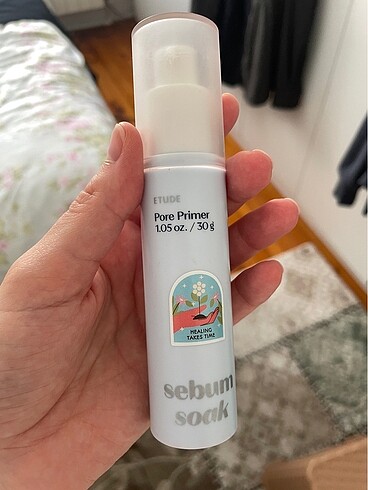 ETUDE
Pore Primer
1.05 oz. / 30 g
HEALING
TAKES TIME
sebum
soak